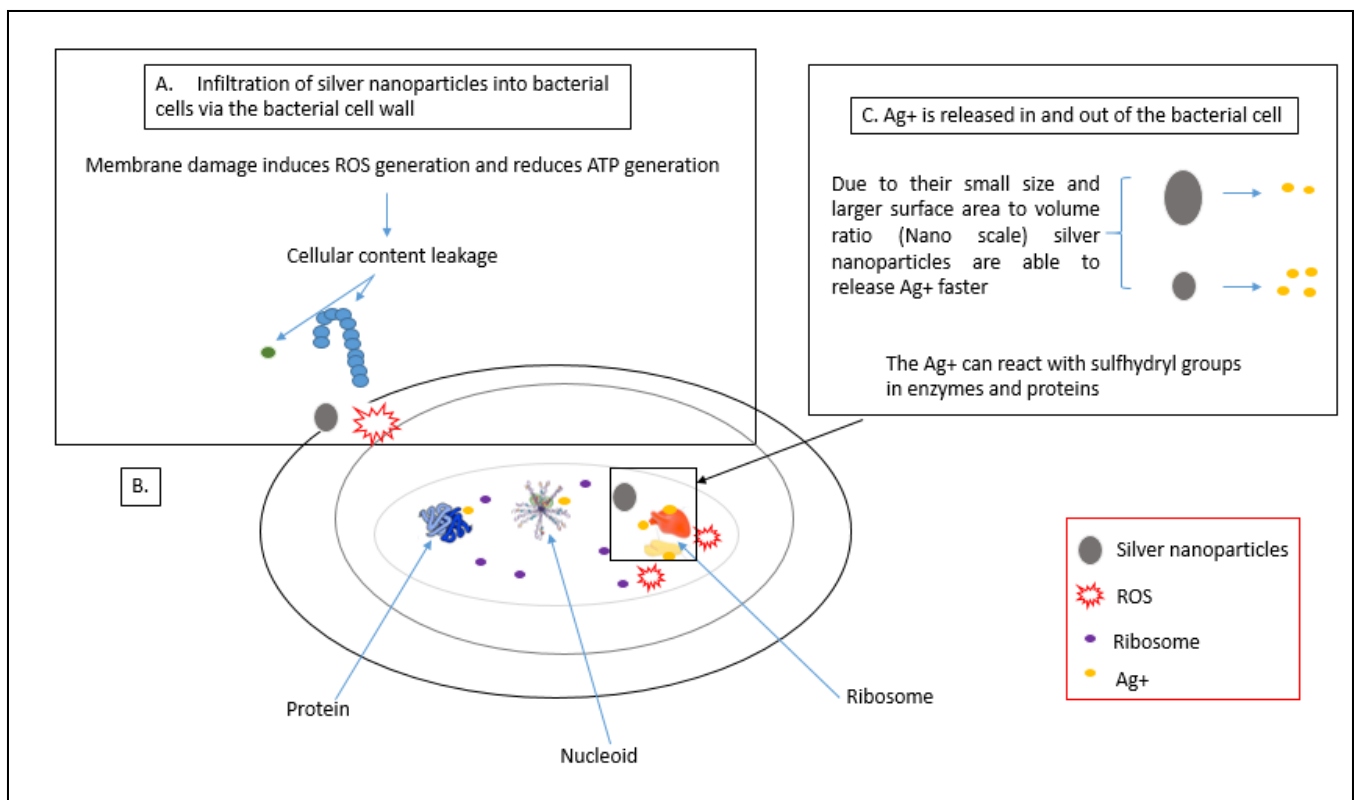 A. Infiltration of silver nanoparticles into bacterial
cells via the bacterial cell wall
Membrane damage induces ROS generation and reduces ATP generation
Cellular content leakage
C. Ag+ is released in and out of the bacterial cell
Due to their small size and
larger surface area to volume
ratio (Nano scale) silver
nanoparticles are able to
release Ag+ faster
The Ag+ can react with sulfhydryl groups
in enzymes and proteins
B.
Protein
Nucleoid
Ribosome
Silver nanoparticles
ROS
Ribosome
Ag+